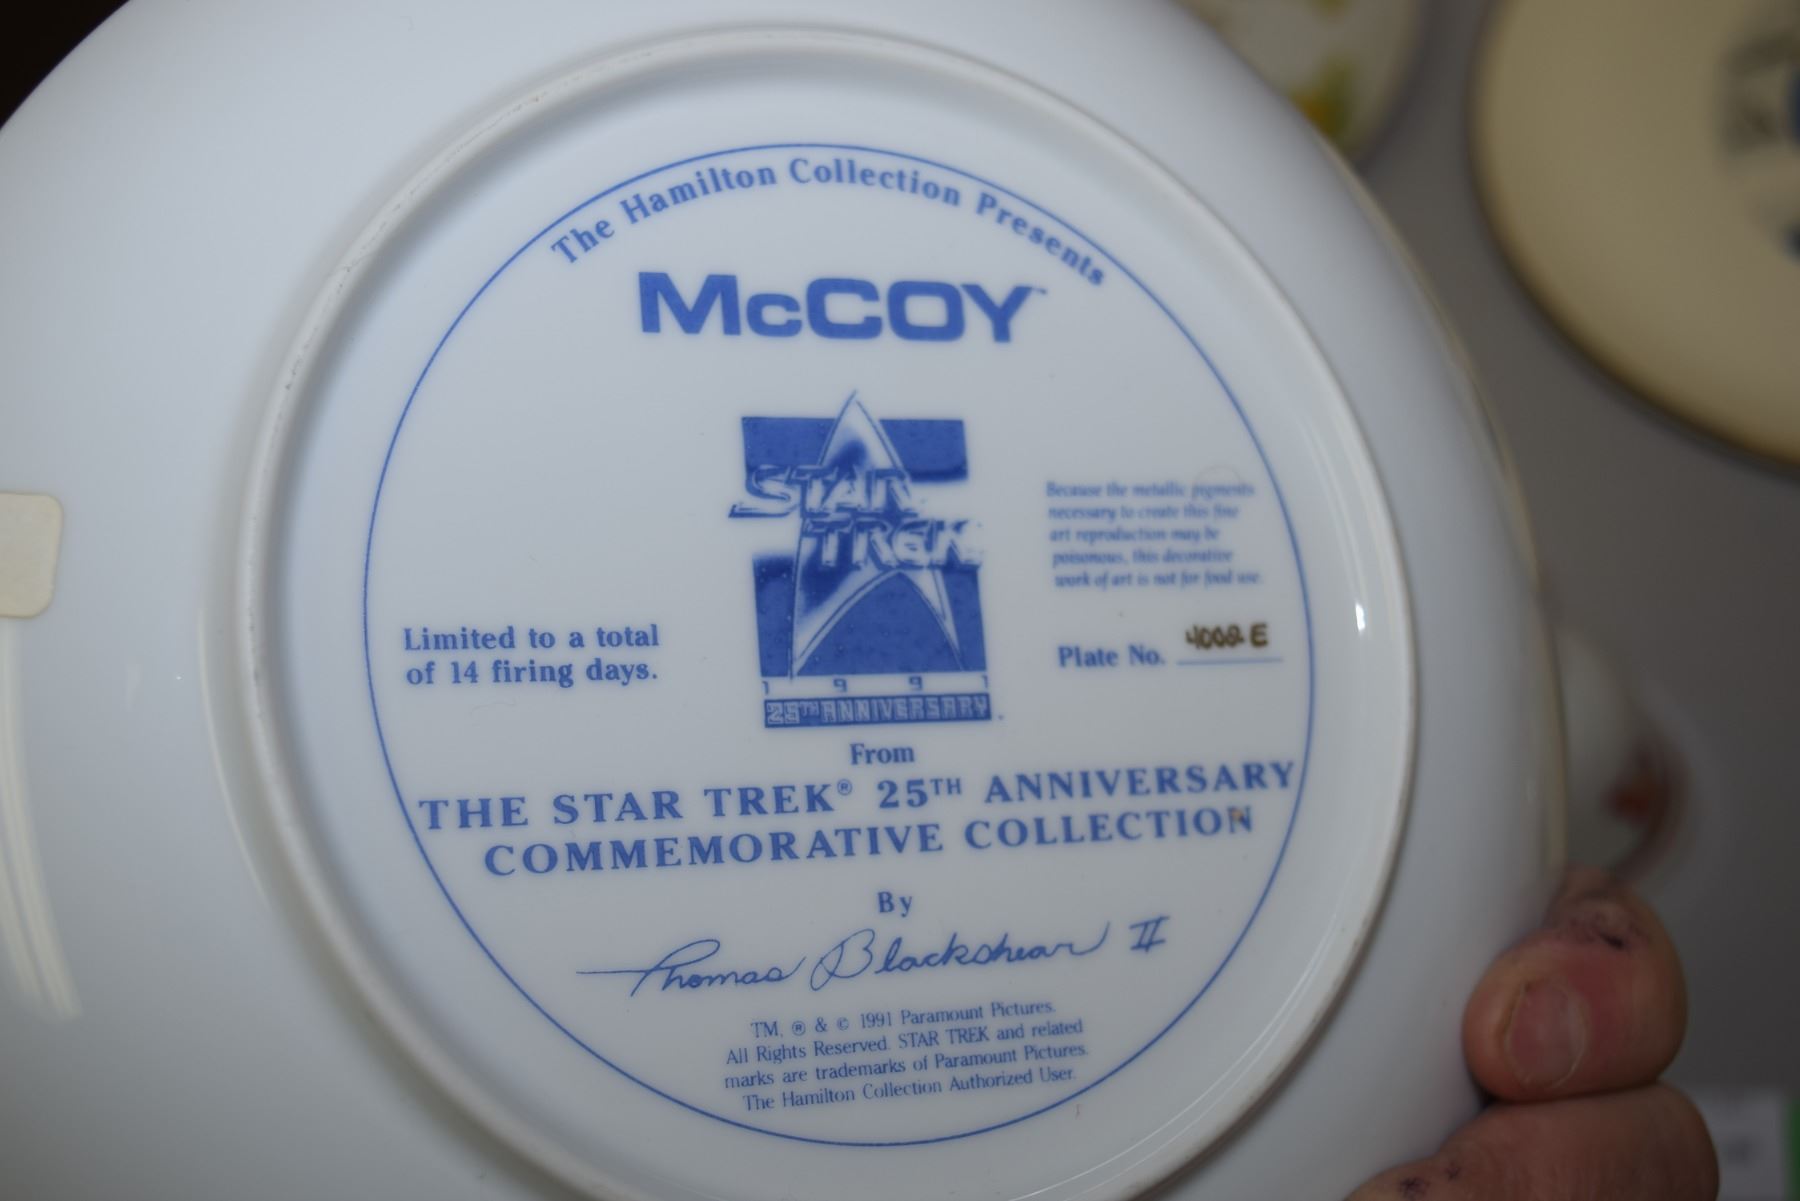 The Hamilton Collection Presents
McCOY™
STAR
TREK
1 9 9 1
25TH ANNIVERSARY
Because the metallic pigments
necessary to create this fine
art reproduction may be
poisonous, this decorative
work of art is not for food use.
Limited to a total
of 14 firing days.
Plate No. 4002E
From
THE STAR TREK® 25TH ANNIVERSARY
COMMEMORATIVE COLLECTION
By
Thomas Blackshear II
TM, ® & © 1991 Paramount Pictures.
All Rights Reserved. STAR TREK and related
marks are trademarks of Paramount Pictures.
The Hamilton Collection Authorized User.